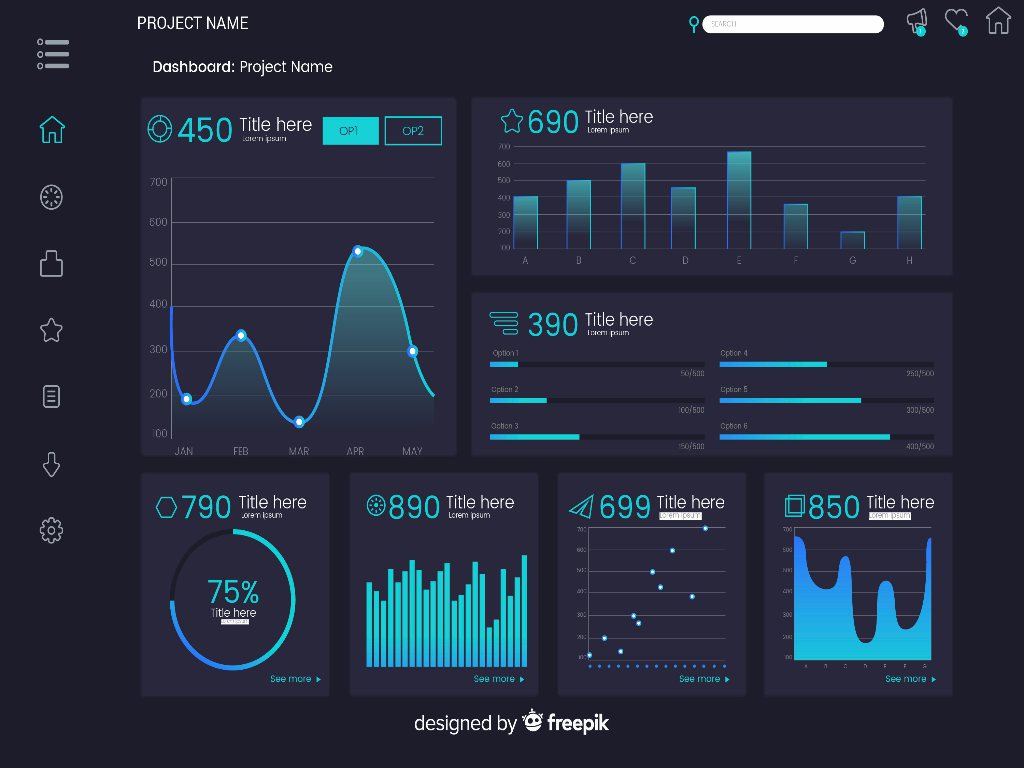 PROJECT NAME
SEARCH
1
2
Dashboard: Project Name
450 Title here
Lorem ipsum
OP1
OP2
700
600
500
400
300
200
100
JAN FEB MAR APR MAY
690 Title here
Lorem ipsum
700
600
500
400
300
200
100
A B C D E F G H
390 Title here
Lorem ipsum
Option 1
50/500
Option 2
100/500
Option 3
150/500
Option 4
250/500
Option 5
300/500
Option 6
400/500
790 Title here
Lorem ipsum
75%
Title here
Lorem ipsum
See more
890 Title here
Lorem ipsum
See more
699 Title here
Lorem ipsum
700
600
500
400
300
200
100
See more
850 Title here
Lorem ipsum
700
600
500
400
300
200
100
A B C D E F G
See more
designed by freepik